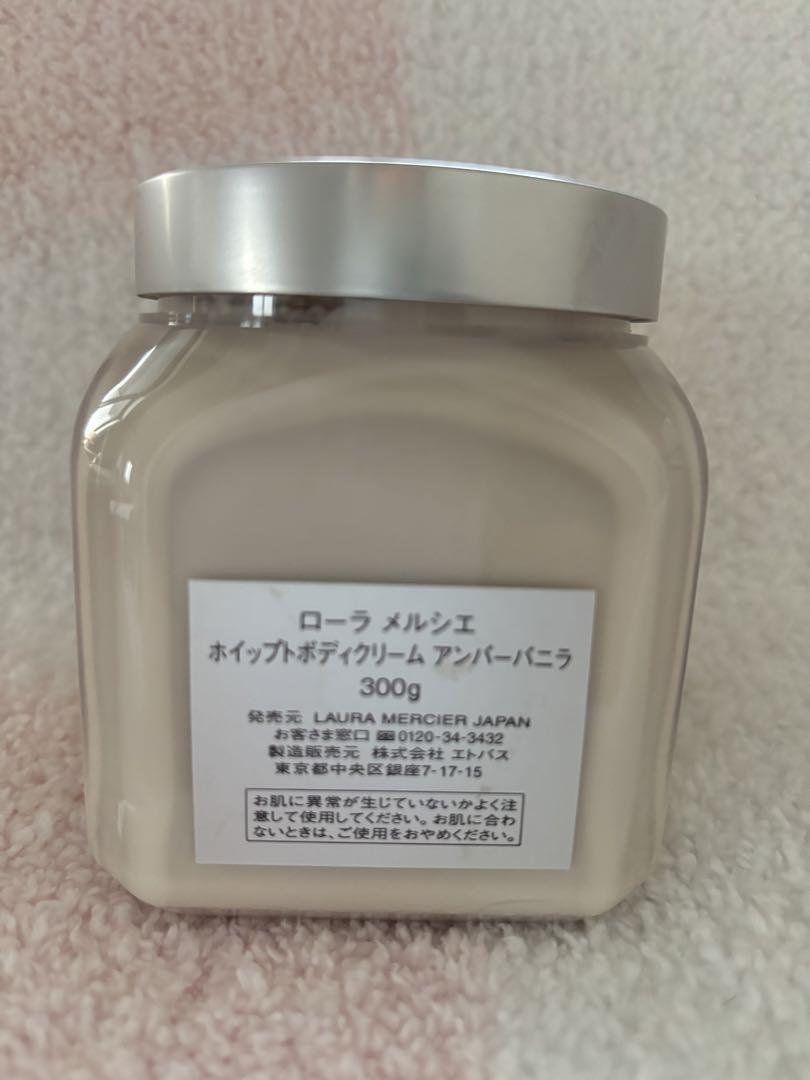 ローラ メルシエ
ホイップトボディクリーム アンバーバニラ
300g
発売元 LAURA MERCIER JAPAN
お客さま窓口 0120-34-3432
製造販売元 株式会社 エトバス
東京都中央区銀座7-17-15
お肌に異常が生じていないかよく注
意して使用してください。お肌に合わ
ないときは、ご使用をおやめください。